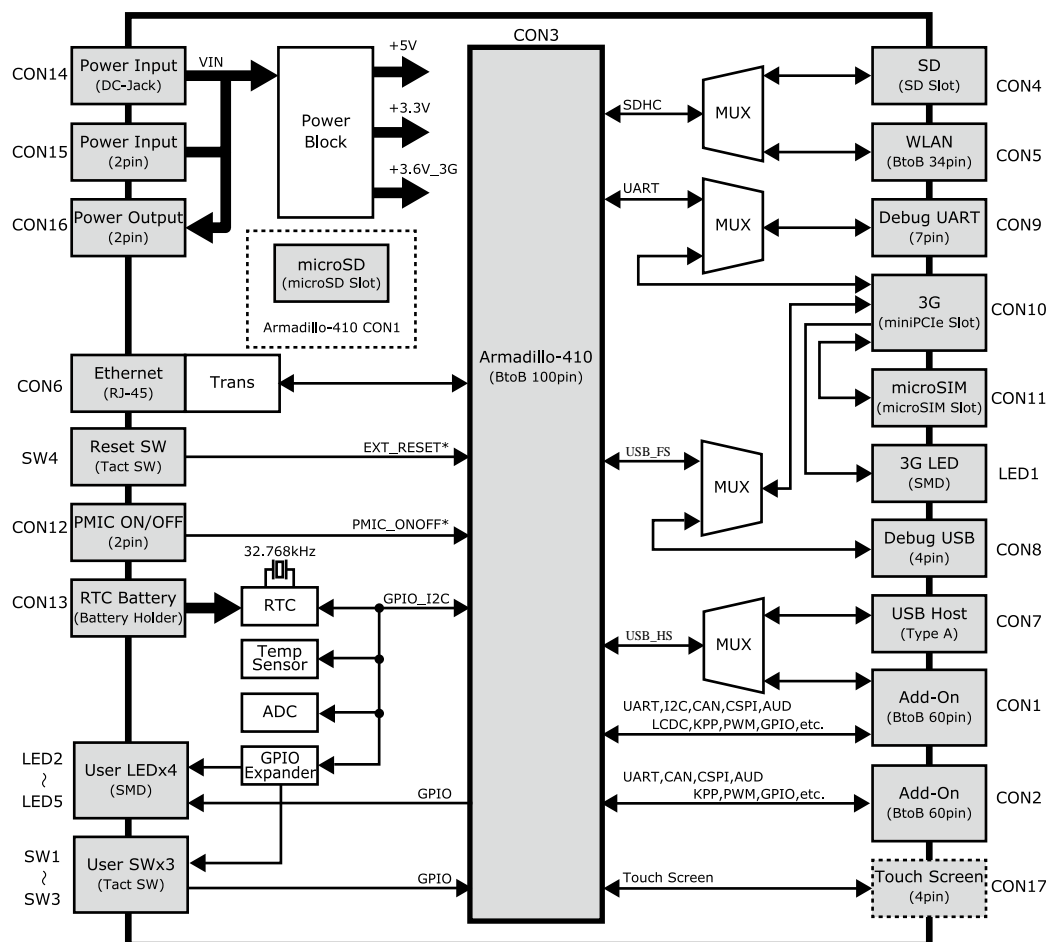 CON3
CON14
Power Input
(DC-Jack)
VIN
Power
Block
+5V
+3.3V
+3.6V_3G
CON15
Power Input
(2pin)
CON16
Power Output
(2pin)
microSD
(microSD Slot)
Armadillo-410 CON1
CON6
Ethernet
(RJ-45)
Trans
SW4
Reset SW
(Tact SW)
EXT_RESET*
CON12
PMIC ON/OFF
(2pin)
PMIC_ONOFF*
32.768kHz
CON13
RTC Battery
(Battery Holder)
RTC
GPIO_I2C
Temp
Sensor
ADC
GPIO
Expander
LED2
~
LED5
User LEDx4
(SMD)
GPIO
SW1
~
SW3
User SWx3
(Tact SW)
GPIO
Armadillo-410
(BtoB 100pin)
SDHC
MUX
SD
(SD Slot)
CON4
WLAN
(BtoB 34pin)
CON5
UART
MUX
Debug UART
(7pin)
CON9
3G
(miniPCIe Slot)
CON10
microSIM
(microSIM Slot)
CON11
USB_FS
MUX
3G LED
(SMD)
LED1
Debug USB
(4pin)
CON8
USB_HS
MUX
USB Host
(Type A)
CON7
UART,I2C,CAN,CSPI,AUD
LCDC,KPP,PWM,GPIO,etc.
Add-On
(BtoB 60pin)
CON1
UART,CAN,CSPI,AUD
KPP,PWM,GPIO,etc.
Add-On
(BtoB 60pin)
CON2
Touch Screen
Touch Screen
(4pin)
CON17